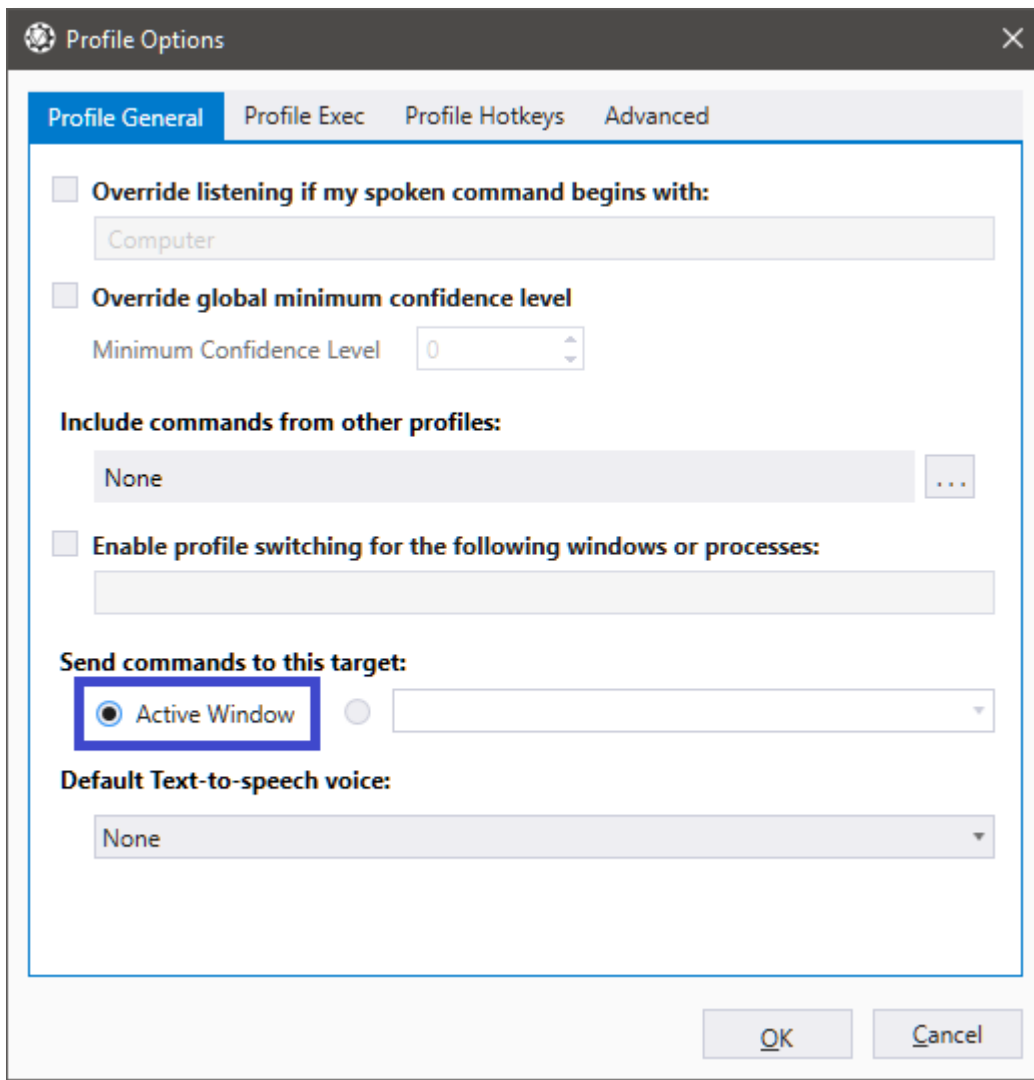 Profile Options
Profile General Profile Exec Profile Hotkeys Advanced
Override listening if my spoken command begins with:
Computer
Override global minimum confidence level
Minimum Confidence Level 0
Include commands from other profiles:
None ...
Enable profile switching for the following windows or processes:
Send commands to this target:
Active Window
Default Text-to-speech voice:
None
OK Cancel